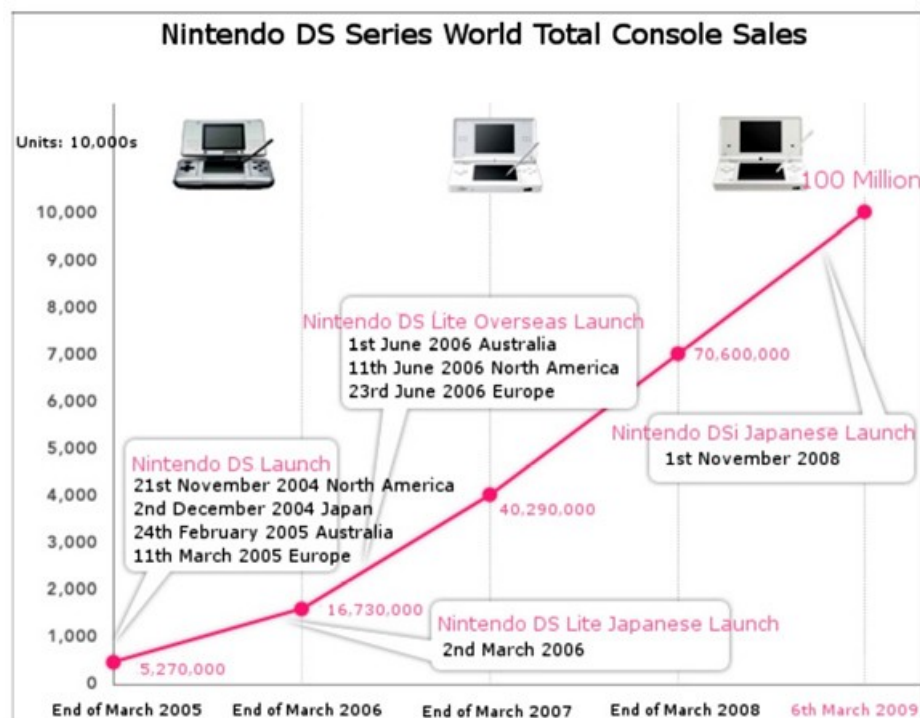 Nintendo DS Series World Total Console Sales
Units: 10,000s
100 Million
10,000
9,000
8,000
7,000
6,000
5,000
4,000
3,000
2,000
1,000
0
Nintendo DS Lite Overseas Launch
1st June 2006 Australia
11th June 2006 North America
23rd June 2006 Europe
70,600,000
Nintendo DSi Japanese Launch
1st November 2008
Nintendo DS Launch
21st November 2004 North America
2nd December 2004 Japan
24th February 2005 Australia
11th March 2005 Europe
40,290,000
16,730,000
Nintendo DS Lite Japanese Launch
2nd March 2006
5,270,000
End of March 2005
End of March 2006
End of March 2007
End of March 2008
6th March 2009